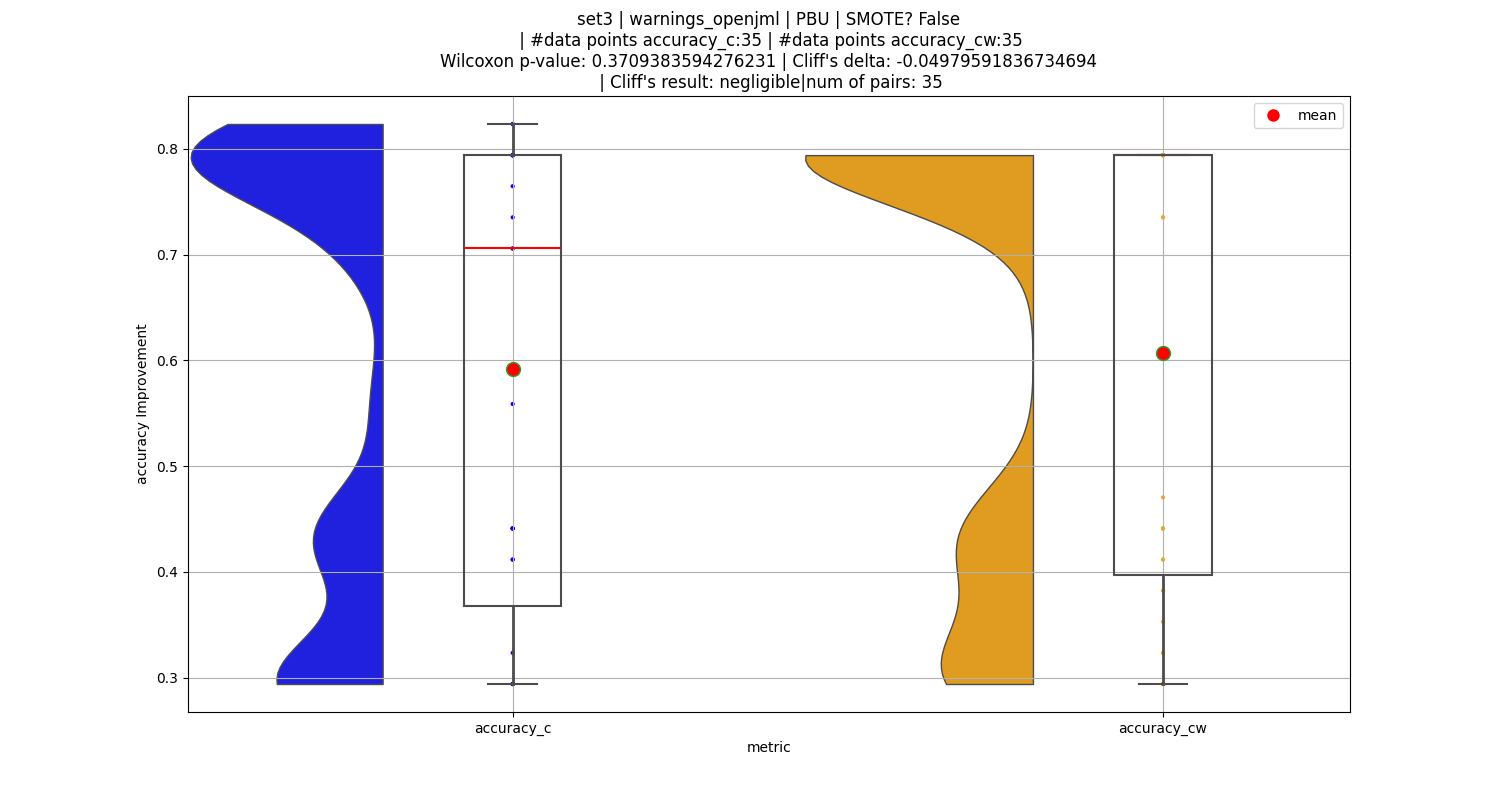 set3 | warnings_openjml | PBU | SMOTE? False
| #data points accuracy_c:35 | #data points accuracy_cw:35
Wilcoxon p-value: 0.3709383594276231 | Cliff's delta: -0.04979591836734694
| Cliff's result: negligible|num of pairs: 35
mean
0.8
0.7
0.6
0.5
0.4
0.3
accuracy Improvement
accuracy_c
accuracy_cw
metric